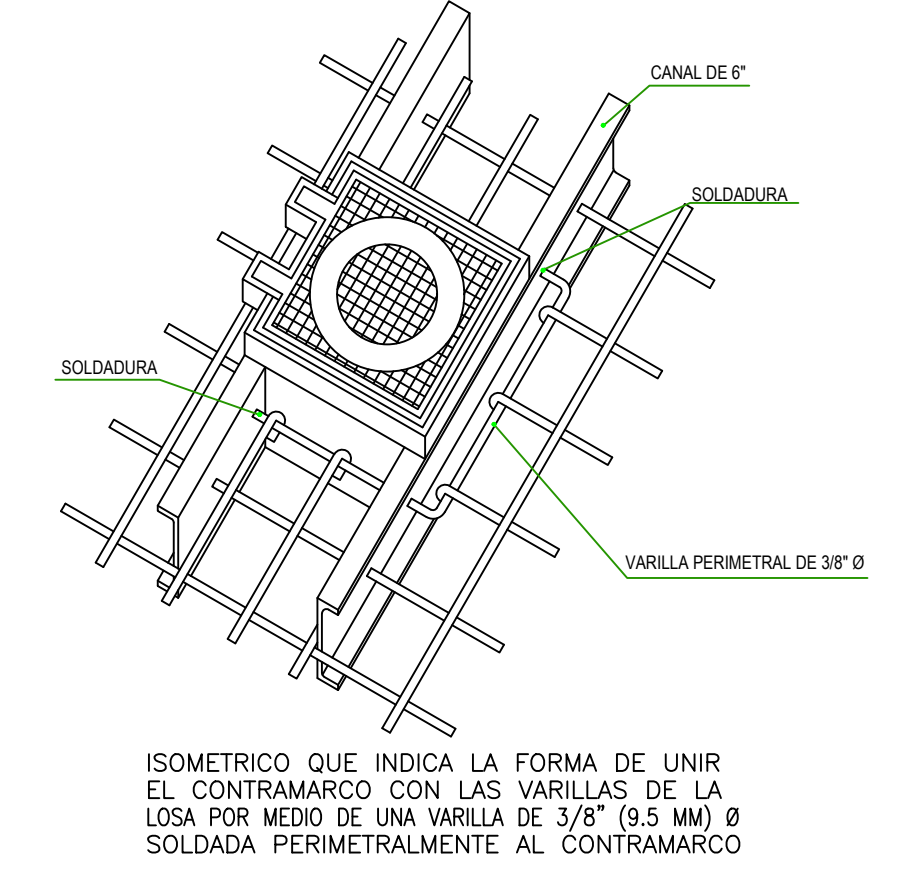 CANAL DE 6"
SOLDADURA
SOLDADURA
VARILLA PERIMETRAL DE 3/8" Ø
ISOMETRICO QUE INDICA LA FORMA DE UNIR
EL CONTRAMARCO CON LAS VARILLAS DE LA
LOSA POR MEDIO DE UNA VARILLA DE 3/8” (9.5 MM) Ø
SOLDADA PERIMETRALMENTE AL CONTRAMARCO